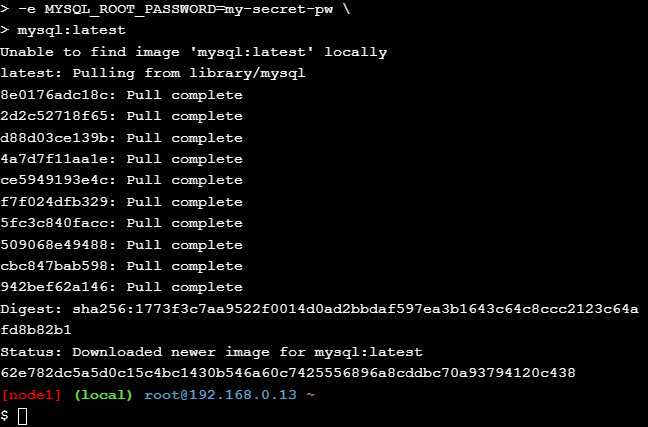 > -e MYSQL_ROOT_PASSWORD=my-secret-pw \
> mysql:latest
Unable to find image 'mysql:latest' locally
latest: Pulling from library/mysql
8e0176adc18c: Pull complete
2d2c52718f65: Pull complete
d88d03ce139b: Pull complete
4a7d7f11aa1e: Pull complete
ce5949193e4c: Pull complete
f7f024dfb329: Pull complete
5fc3c840facc: Pull complete
509068e49488: Pull complete
cbc847bab598: Pull complete
942bef62a146: Pull complete
Digest: sha256:1773f3c7aa9522f0014d0ad2bbdaf597ea3b1643c64c8ccc2123c64a
fd8b82b1
Status: Downloaded newer image for mysql:latest
62e782dc5a5d0c15c4bc1430b546a60c7425556896a8cddbc70a93794120c438
[node1] (local) root@192.168.0.13 ~
$